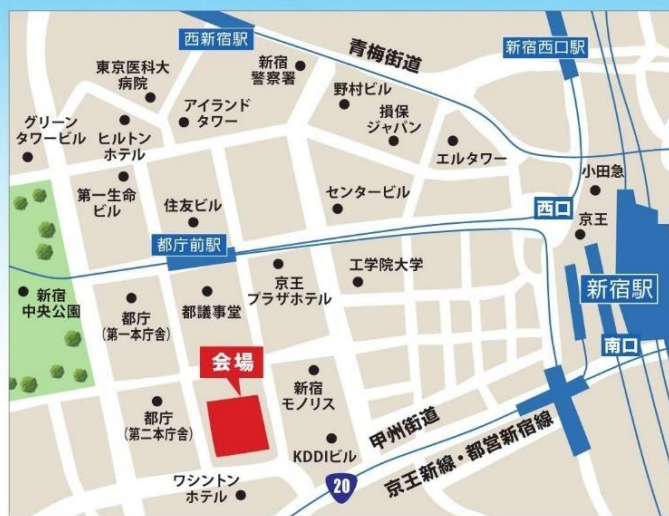 西新宿駅
青梅街道
新宿西口駅
東京医科大
病院
新宿
警察署
野村ビル
アイランド
タワー
損保
ジャパン
グリーン
タワービル
ヒルトン
ホテル
エルタワー
小田急
第一生命
ビル
住友ビル
センタービル
西口
京王
都庁前駅
京王
プラザホテル
工学院大学
新宿駅
新宿
中央公園
都庁
(第一本庁舎)
都議事堂
南口
会場
新宿
モノリス
甲州街道
都庁
(第二本庁舎)
KDDIビル
京王新線・都営新宿線
ワシントン
ホテル
20